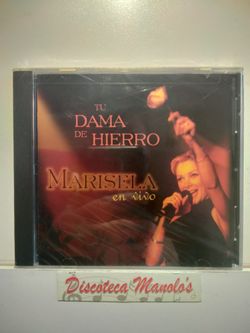 TU
DAMA
DE
HIERRO
MARISELA
en vivo
Discoteca Manolo's